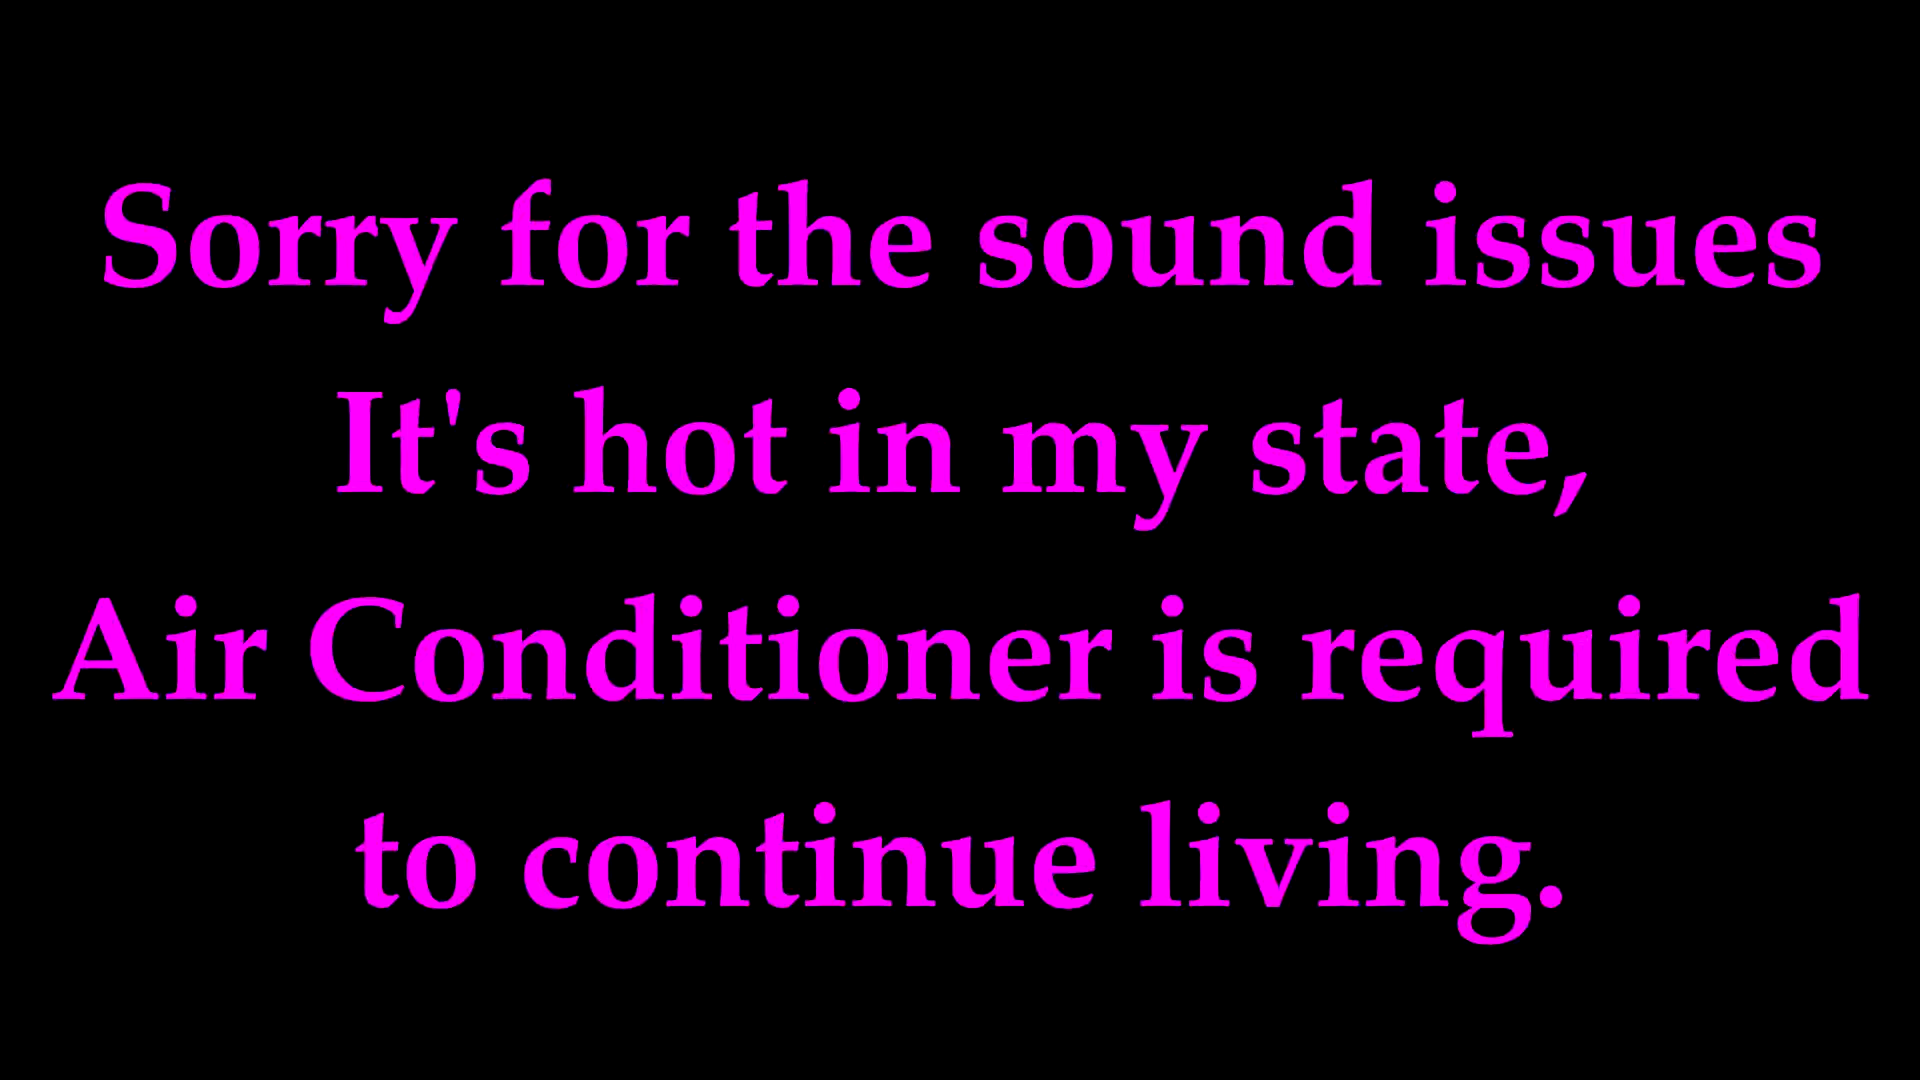 Sorry for the sound issues
It's hot in my state,
Air Conditioner is required
to continue living.